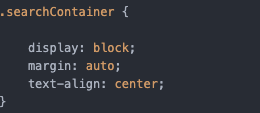 .searchContainer {
display: block;
margin: auto;
text-align: center;
}